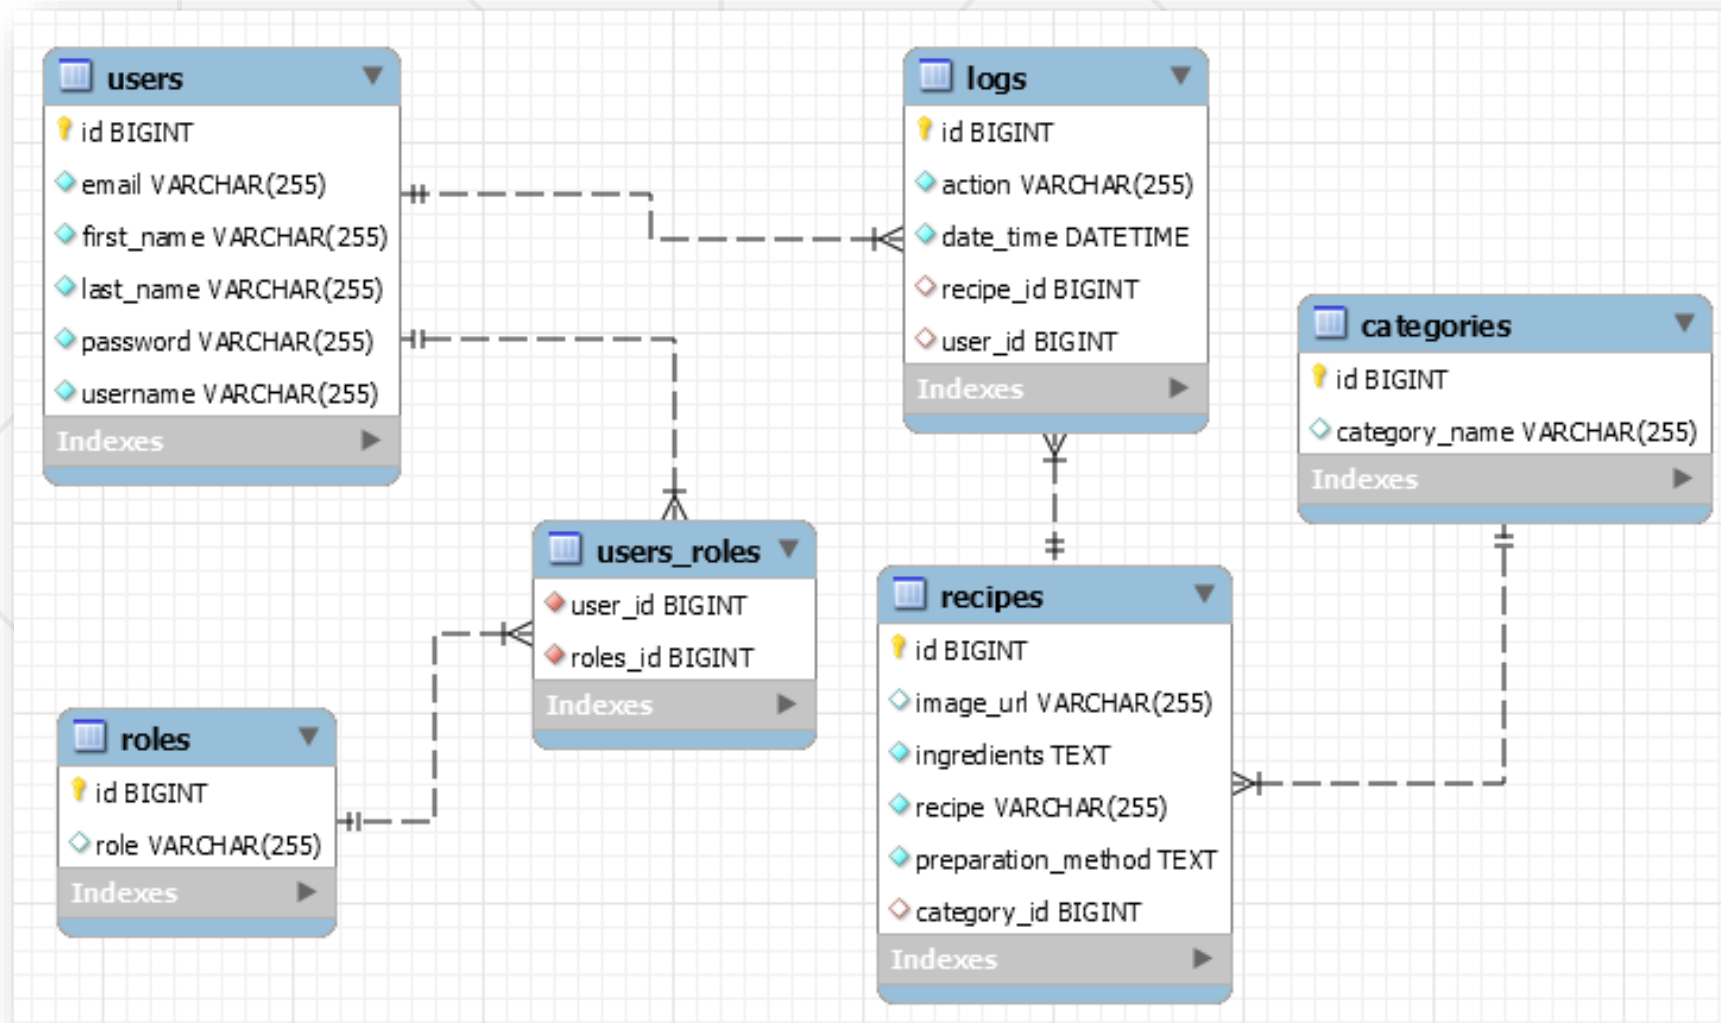 users
id BIGINT
email VARCHAR(255)
first_name VARCHAR(255)
last_name VARCHAR(255)
password VARCHAR(255)
username VARCHAR(255)
Indexes
logs
id BIGINT
action VARCHAR(255)
date_time DATETIME
recipe_id BIGINT
user_id BIGINT
Indexes
categories
id BIGINT
category_name VARCHAR(255)
Indexes
users_roles
user_id BIGINT
roles_id BIGINT
Indexes
recipes
id BIGINT
image_url VARCHAR(255)
ingredients TEXT
recipe VARCHAR(255)
preparation_method TEXT
category_id BIGINT
Indexes
roles
id BIGINT
role VARCHAR(255)
Indexes